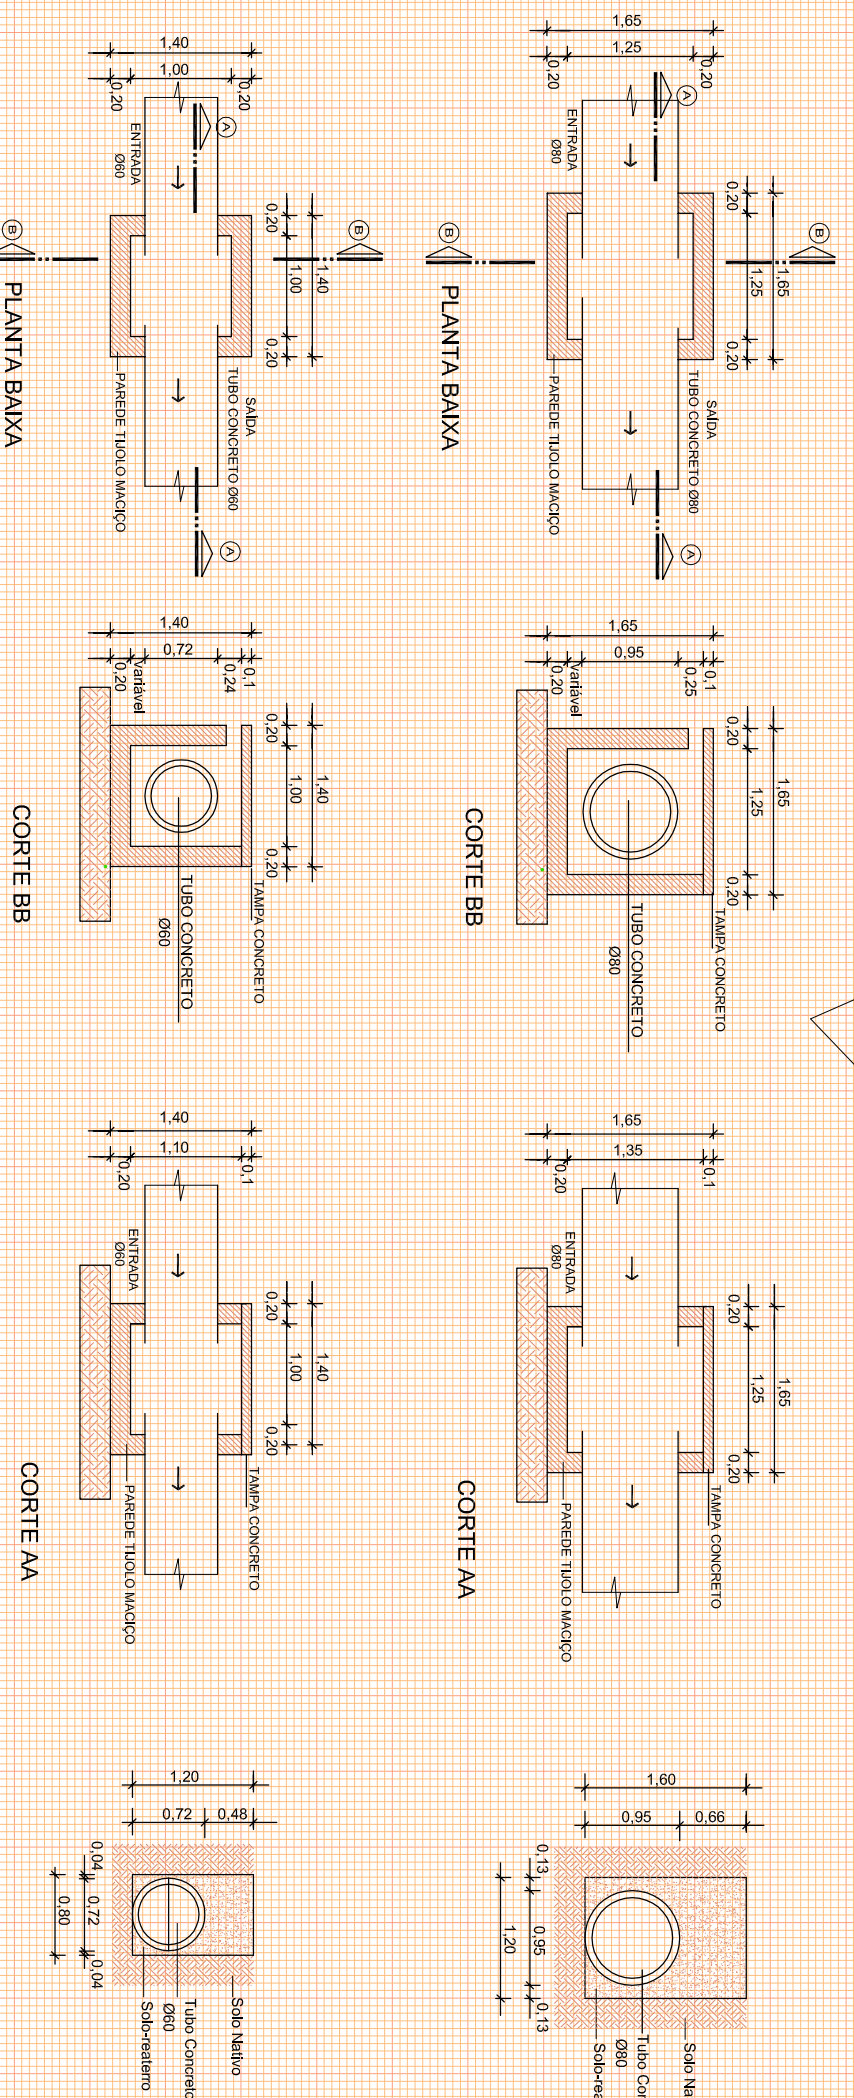 1,65
1,25
0,20
0,20
A
ENTRADA
Ø80
B
B
0,20
1,25
1,65
0,20
SAÍDA
TUBO CONCRETO Ø80
PAREDE TIJOLO MACIÇO
A
PLANTA BAIXA
1,65
0,95
0,1
0,25
variável
0,20
0,20
1,25
1,65
0,20
TAMPA CONCRETO
TUBO CONCRETO
Ø80
CORTE BB
1,65
1,35
0,1
0,20
ENTRADA
Ø80
0,20
1,25
1,65
0,20
TAMPA CONCRETO
PAREDE TIJOLO MACIÇO
CORTE AA
1,60
0,95
0,66
0,13
0,95
0,13
1,20
Solo Na
Tubo Con
Ø80
Solo-rea
1,40
1,00
0,20
0,20
A
ENTRADA
Ø60
B
B
0,20
1,00
1,40
0,20
SAÍDA
TUBO CONCRETO Ø60
PAREDE TIJOLO MACIÇO
A
PLANTA BAIXA
1,40
0,72
0,1
0,24
variável
0,20
0,20
1,00
1,40
0,20
TAMPA CONCRETO
TUBO CONCRETO
Ø60
CORTE BB
1,40
1,10
0,1
0,20
ENTRADA
Ø60
0,20
1,00
1,40
0,20
TAMPA CONCRETO
PAREDE TIJOLO MACIÇO
CORTE AA
1,20
0,72
0,48
0,04
0,72
0,04
0,80
Solo Nativo
Tubo Concreto
Ø60
Solo-reaterro